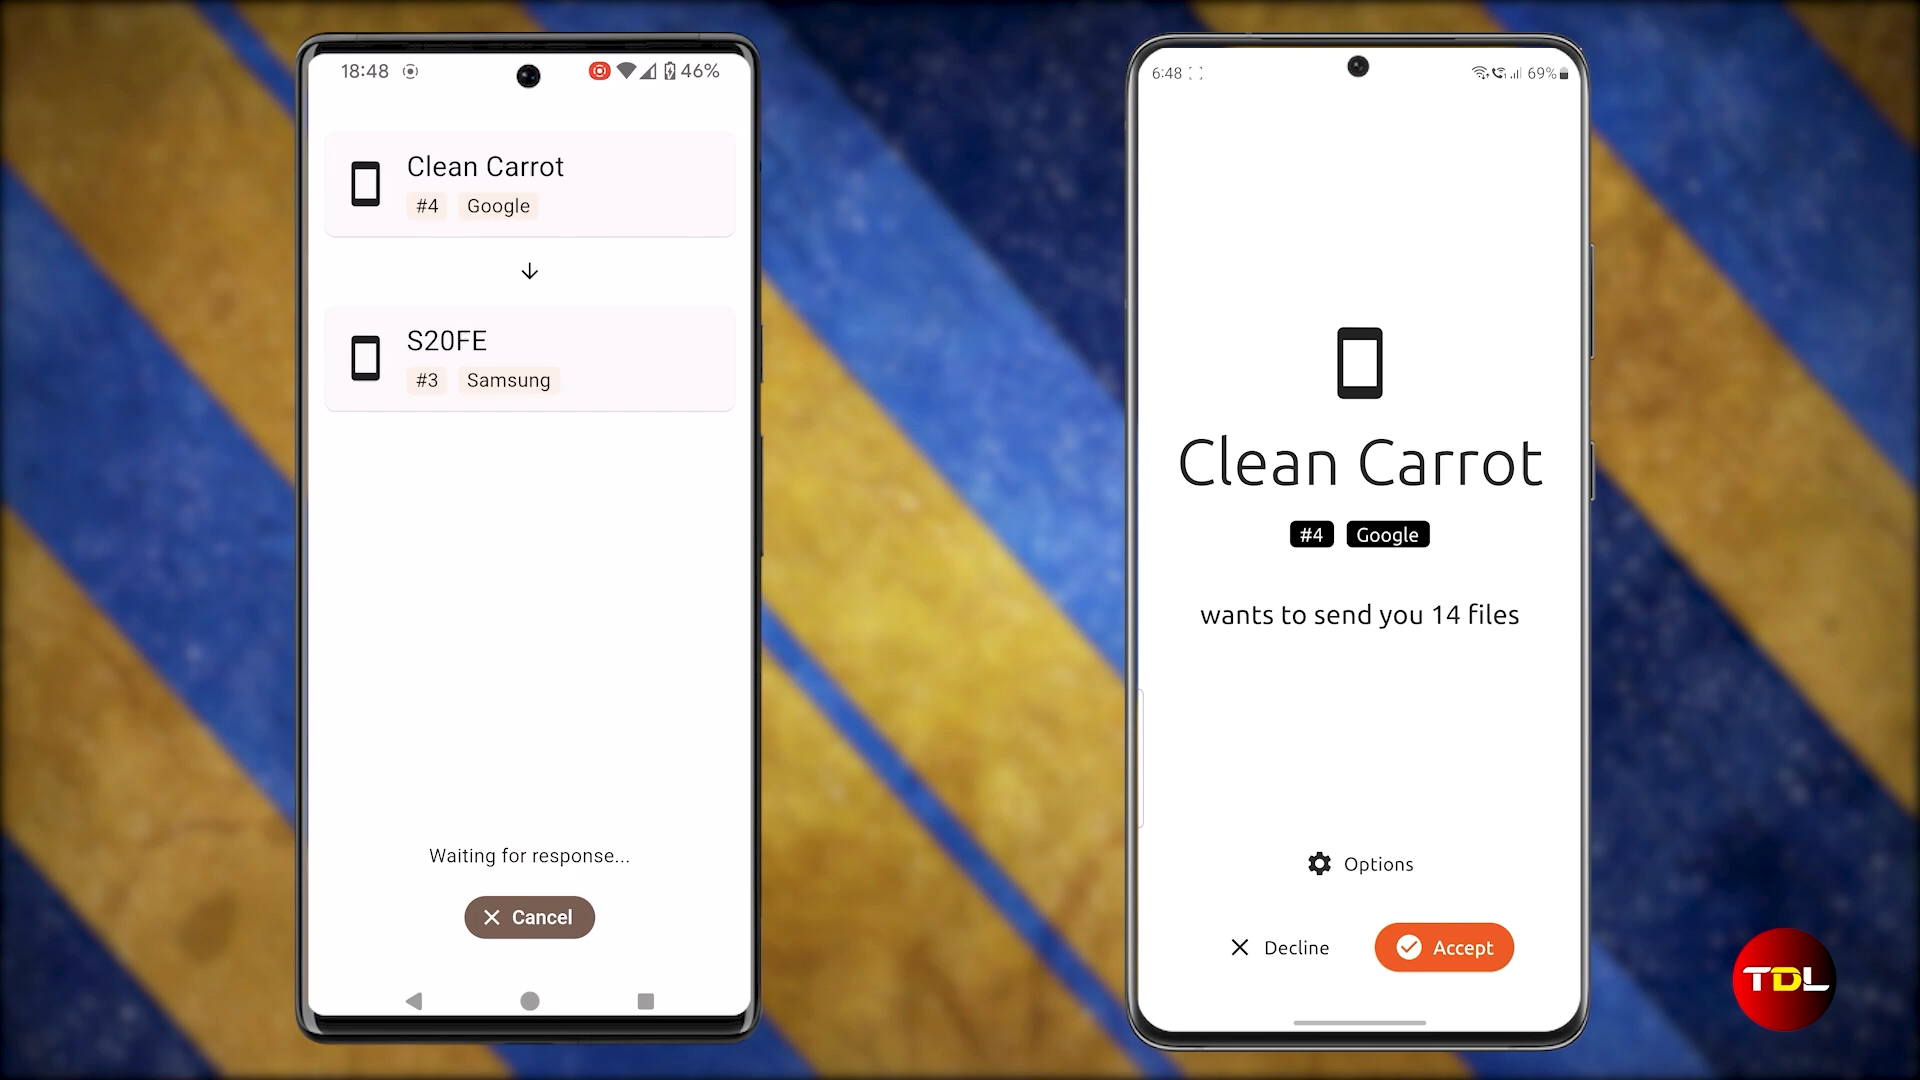 18:48
46%
Clean Carrot
#4 Google
S20FE
#3 Samsung
Waiting for response...
Cancel
6:48
69%
Clean Carrot
#4 Google
wants to send you 14 files
Options
Decline
Accept
TDL